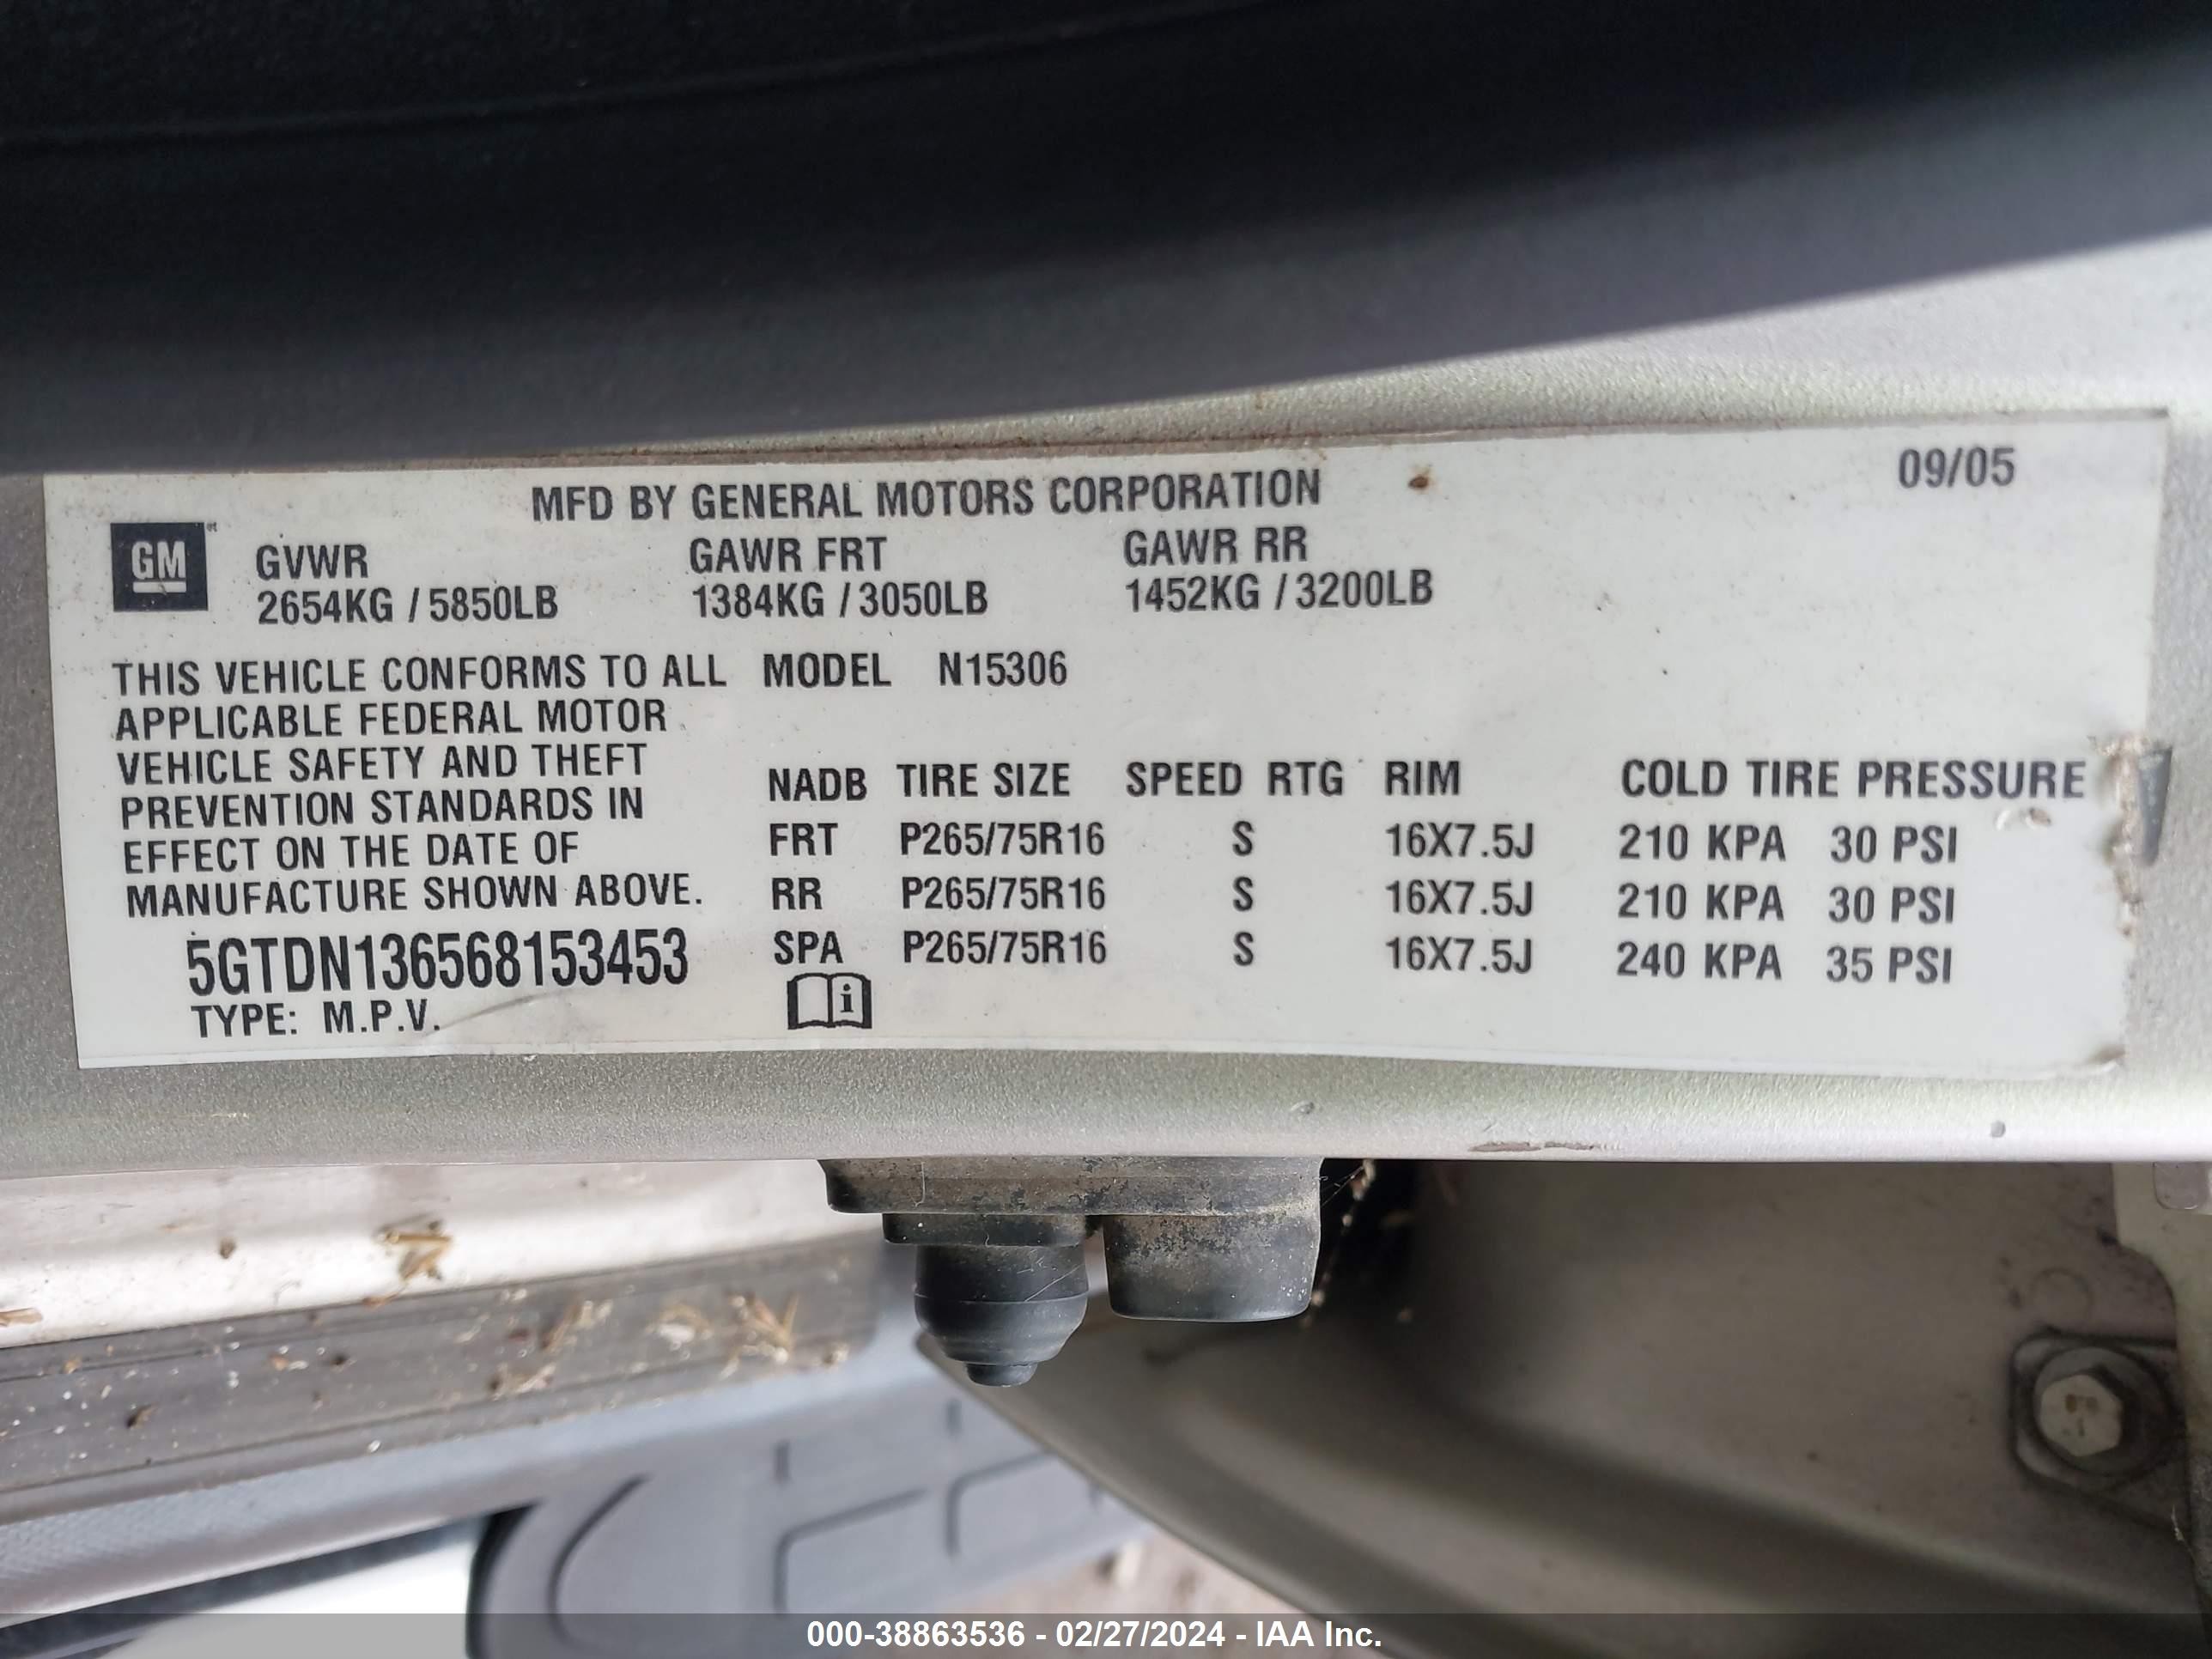 09/05
MFD BY GENERAL MOTORS CORPORATION
GM
GVWR GAWR FRT GAWR RR
2654KG / 5850LB 1384KG / 3050LB 1452KG / 3200LB
THIS VEHICLE CONFORMS TO ALL MODEL N15306
APPLICABLE FEDERAL MOTOR
VEHICLE SAFETY AND THEFT
PREVENTION STANDARDS IN
EFFECT ON THE DATE OF
MANUFACTURE SHOWN ABOVE.
5GTDN136568153453
TYPE: M.P.V.
NADB TIRE SIZE SPEED RTG RIM COLD TIRE PRESSURE
FRT P265/75R16 S 16X7.5J 210 KPA 30 PSI
RR P265/75R16 S 16X7.5J 210 KPA 30 PSI
SPA P265/75R16 S 16X7.5J 240 KPA 35 PSI
i
000-38863536 - 02/27/2024 - IAA Inc.